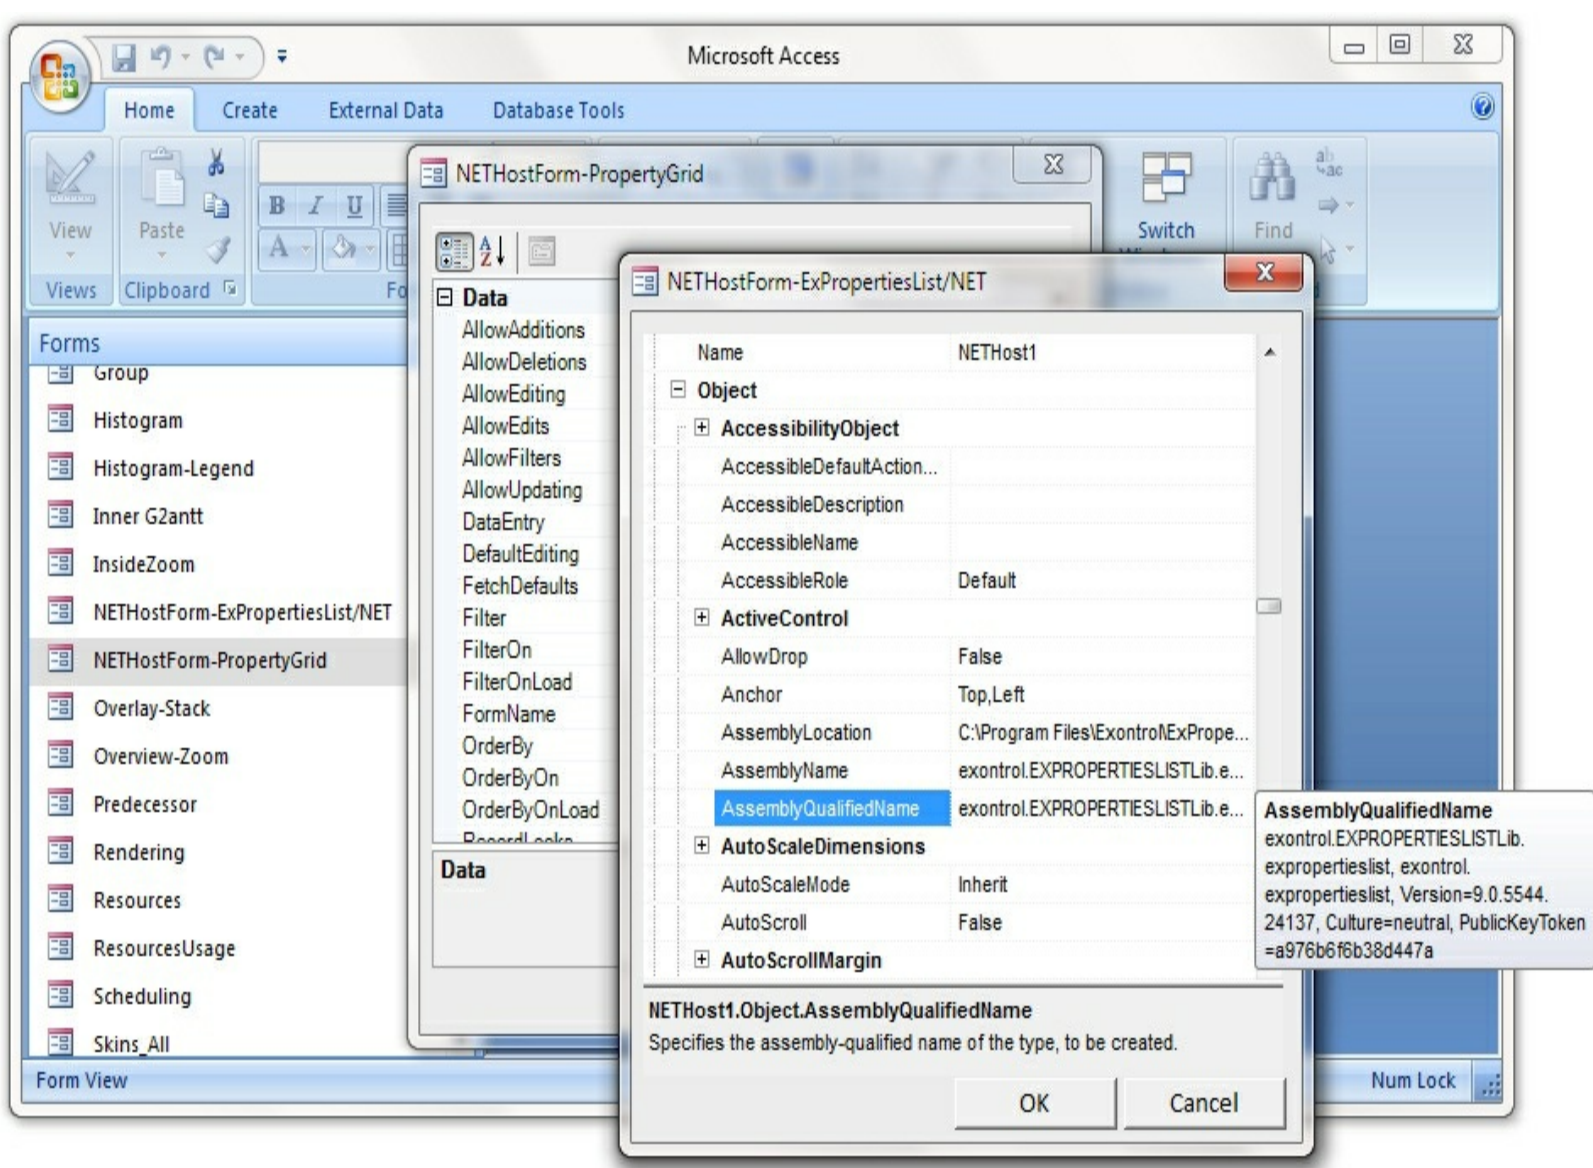 Microsoft Access
Home Create External Data Database Tools
View
Paste
B I U
A
Switch
Find
Views
Clipboard
Fo
Forms
Group
Histogram
Histogram-Legend
Inner G2antt
InsideZoom
NETHostForm-ExPropertiesList/NET
NETHostForm-PropertyGrid
Overlay-Stack
Overview-Zoom
Predecessor
Rendering
Resources
ResourcesUsage
Scheduling
Skins_All
Form View
Num Lock
NETHostForm-PropertyGrid
Data
AllowAdditions
AllowDeletions
AllowEditing
AllowEdits
AllowFilters
AllowUpdating
DataEntry
DefaultEditing
FetchDefaults
Filter
FilterOn
FilterOnLoad
FormName
OrderBy
OrderByOn
OrderByOnLoad
Data
NETHostForm-ExPropertiesList/NET
Name NETHost1
Object
AccessibilityObject
AccessibleDefaultAction...
AccessibleDescription
AccessibleName
AccessibleRole Default
ActiveControl
AllowDrop False
Anchor Top,Left
AssemblyLocation C:\Program Files\Exontrol\ExPrope...
AssemblyName exontrol.EXPROPERTIESLISTLib.e...
AssemblyQualifiedName exontrol.EXPROPERTIESLISTLib.e...
AutoScaleDimensions
AutoScaleMode Inherit
AutoScroll False
AutoScrollMargin
NETHost1.Object.AssemblyQualifiedName
Specifies the assembly-qualified name of the type, to be created.
OK Cancel
AssemblyQualifiedName
exontrol.EXPROPERTIESLISTLib.
expropertieslist, exontrol.
expropertieslist, Version=9.0.5544.
24137, Culture=neutral, PublicKeyToken
=a976b6f6b38d447a